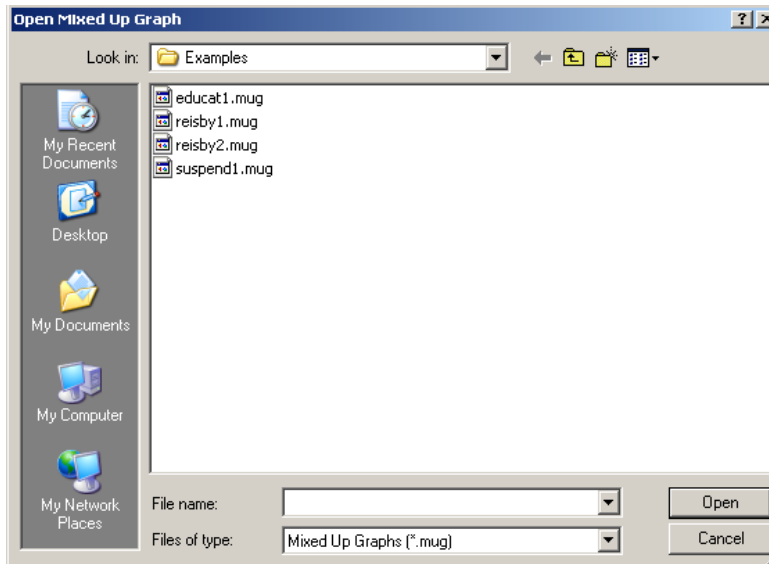 Open Mixed Up Graph
Look in: Examples
educat1.mug
reisby1.mug
reisby2.mug
suspend1.mug
My Recent
Documents
Desktop
My Documents
My Computer
My Network
Places
File name:
Open
Files of type: Mixed Up Graphs (*.mug)
Cancel